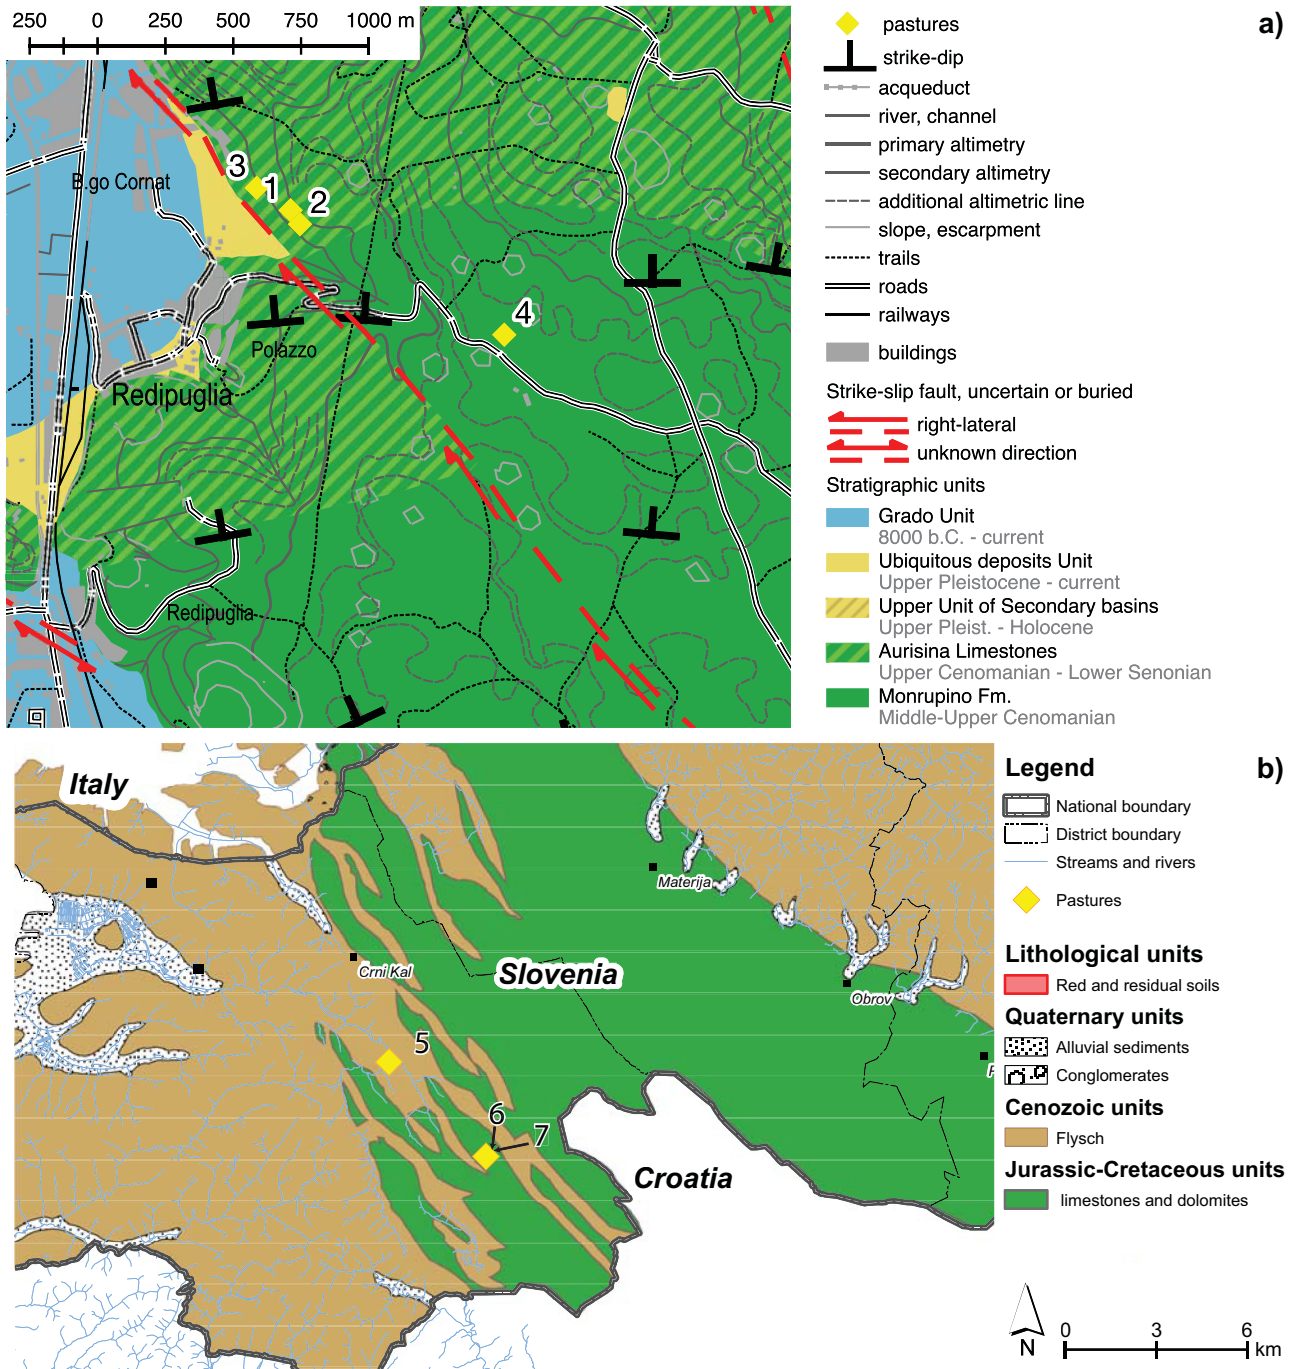 250 0 250 500 750 1000 m
a)
pastures
strike-dip
acqueduct
river, channel
primary altimetry
secondary altimetry
additional altimetric line
slope, escarpment
trails
roads
railways
buildings
Strike-slip fault, uncertain or buried
right-lateral
unknown direction
Stratigraphic units
Grado Unit
8000 b.C. - current
Ubiquitous deposits Unit
Upper Pleistocene - current
Upper Unit of Secondary basins
Upper Pleist. - Holocene
Aurisina Limestones
Upper Cenomanian - Lower Senonian
Monrupino Fm.
Middle-Upper Cenomanian
B.go Cornat
3
1
2
4
Polazzo
Redipuglia
Redipuglia
b)
Italy
Materija
Crni Kal
Slovenia
Obrov
5
6
7
Croatia
Legend
National boundary
District boundary
Streams and rivers
Pastures
Lithological units
Red and residual soils
Quaternary units
Alluvial sediments
Conglomerates
Cenozoic units
Flysch
Jurassic-Cretaceous units
limestones and dolomites
N
0 3 6
km